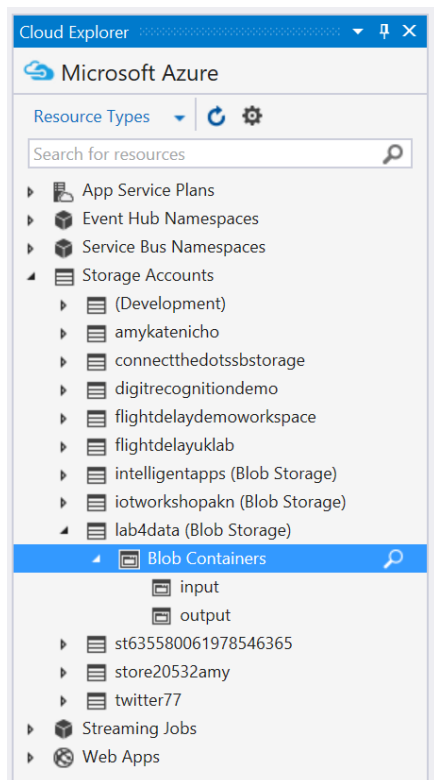 Cloud Explorer
Microsoft Azure
Resource Types
Search for resources
App Service Plans
Event Hub Namespaces
Service Bus Namespaces
Storage Accounts
(Development)
amykatenicho
connectthedotssbstorage
digitrecognitiondemo
flightdelaydemoworkspace
flightdelayuklab
intelligentapps (Blob Storage)
iotworkshopakn (Blob Storage)
lab4data (Blob Storage)
Blob Containers
input
output
st635580061978546365
store20532amy
twitter77
Streaming Jobs
Web Apps